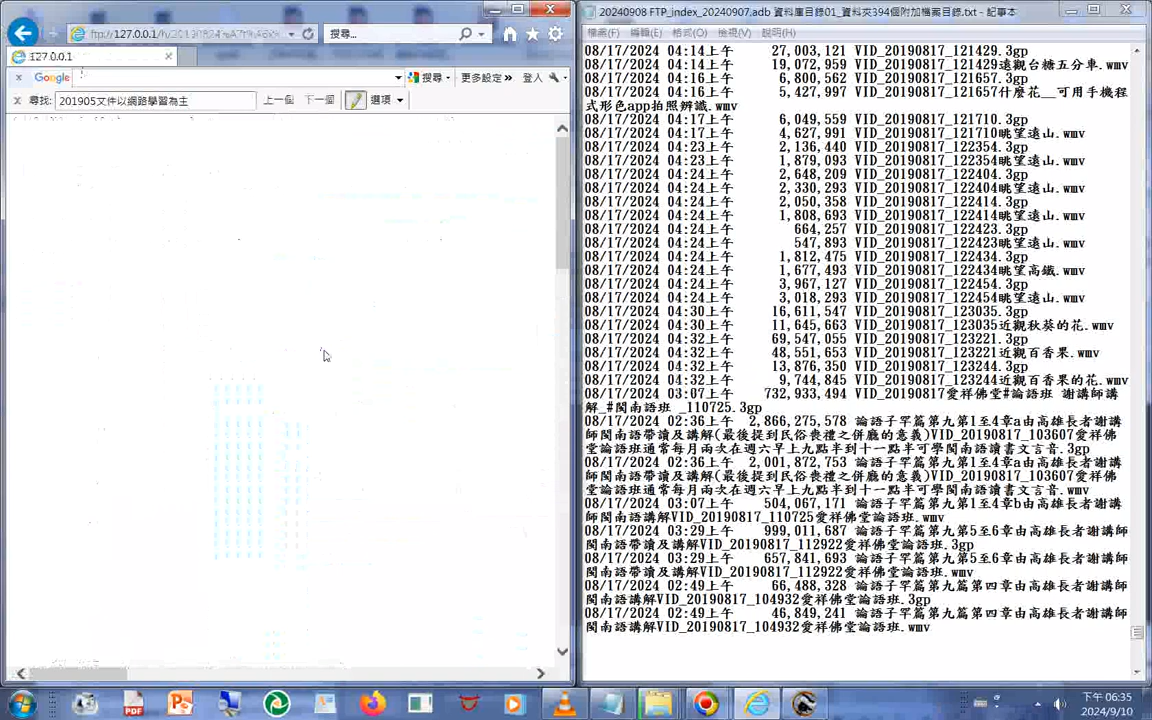 20240908 FTP_index_20240907.adb 資料庫目錄01_資料夾394個附加檔案目錄.txt - 記事本
檔案(F) 編輯(E) 格式(O) 檢視(V) 說明(H)
搜尋...
127.0.0.1
Google
搜尋
更多設定 »
登入
尋找: 201905文件以網路學習為主
上一個 下一個
選項
08/17/2024 04:14上午 27,003,121 VID_20190817_121429.3gp
08/17/2024 04:14上午 19,072,959 VID_20190817_121429遠觀台糖五分車.wmv
08/17/2024 04:16上午 6,800,562 VID_20190817_121657.3gp
08/17/2024 04:16上午 5,427,997 VID_20190817_121657什麼花__可用手機程
式形色app拍照辨識.wmv
08/17/2024 04:17上午 6,049,559 VID_20190817_121710.3gp
08/17/2024 04:17上午 4,627,991 VID_20190817_121710眺望遠山.wmv
08/17/2024 04:23上午 2,136,440 VID_20190817_122354.3gp
08/17/2024 04:23上午 1,879,093 VID_20190817_122354眺望遠山.wmv
08/17/2024 04:24上午 2,648,209 VID_20190817_122404.3gp
08/17/2024 04:24上午 2,330,293 VID_20190817_122404眺望遠山.wmv
08/17/2024 04:24上午 2,050,358 VID_20190817_122414.3gp
08/17/2024 04:24上午 1,808,693 VID_20190817_122414眺望遠山.wmv
08/17/2024 04:24上午 664,257 VID_20190817_122423.3gp
08/17/2024 04:24上午 547,893 VID_20190817_122423眺望遠山.wmv
08/17/2024 04:24上午 1,812,475 VID_20190817_122434.3gp
08/17/2024 04:24上午 1,677,493 VID_20190817_122434眺望高鐵.wmv
08/17/2024 04:24上午 3,967,127 VID_20190817_122454.3gp
08/17/2024 04:24上午 3,018,293 VID_20190817_122454眺望遠山.wmv
08/17/2024 04:30上午 16,611,547 VID_20190817_123035.3gp
08/17/2024 04:30上午 11,645,663 VID_20190817_123035近觀秋葵的花.wmv
08/17/2024 04:32上午 69,547,055 VID_20190817_123221.3gp
08/17/2024 04:32上午 48,551,653 VID_20190817_123221近觀百香果.wmv
08/17/2024 04:32上午 13,876,350 VID_20190817_123244.3gp
08/17/2024 04:32上午 9,744,845 VID_20190817_123244近觀百香果的花.wmv
08/17/2024 03:07上午 732,933,494 VID_20190817愛祥佛堂#論語班 謝講師講
解_#閩南語班 _110725.3gp
08/17/2024 02:36上午 2,866,275,578 論語子罕篇第九第1至4章a由高雄長者謝講
師閩南語帶讀及講解(最後提到民俗喪禮之併廳的意義)VID_20190817_103607愛祥佛
堂論語班通常每月兩次在週六早上九點半到十一點半可學閩南語讀書文言音.3gp
08/17/2024 02:36上午 2,001,872,753 論語子罕篇第九第1至4章a由高雄長者謝講
師閩南語帶讀及講解(最後提到民俗喪禮之併廳的意義)VID_20190817_103607愛祥佛
堂論語班通常每月兩次在週六早上九點半到十一點半可學閩南語讀書文言音.wmv
08/17/2024 03:07上午 504,067,171 論語子罕篇第九第1至4章b由高雄長者謝講
師閩南語講解VID_20190817_110725愛祥佛堂論語班.wmv
08/17/2024 03:29上午 999,011,687 論語子罕篇第九第5至6章由高雄長者謝講師
閩南語帶讀及講解VID_20190817_112922愛祥佛堂論語班.3gp
08/17/2024 03:29上午 657,841,693 論語子罕篇第九第5至6章由高雄長者謝講師
閩南語帶讀及講解VID_20190817_112922愛祥佛堂論語班.wmv
08/17/2024 02:49上午 66,488,328 論語子罕篇第九篇第四章由高雄長者謝講師
閩南語講解VID_20190817_104932愛祥佛堂論語班.3gp
08/17/2024 02:49上午 46,849,241 論語子罕篇第九篇第四章由高雄長者謝講師
閩南語講解VID_20190817_104932愛祥佛堂論語班.wmv
下午 06:35
2024/9/10